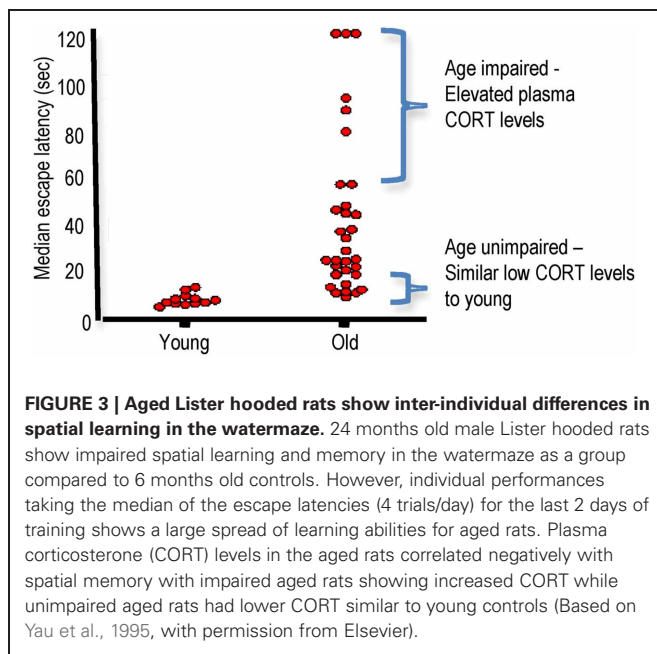 Median escape latency (sec)
120
100
80
60
40
20
0
Young
Old
Age impaired -
Elevated plasma
CORT levels
Age unimpaired –
Similar low CORT levels
to young
FIGURE 3 | Aged Lister hooded rats show inter-individual differences in
spatial learning in the watermaze. 24 months old male Lister hooded rats
show impaired spatial learning and memory in the watermaze as a group
compared to 6 months old controls. However, individual performances
taking the median of the escape latencies (4 trials/day) for the last 2 days of
training shows a large spread of learning abilities for aged rats. Plasma
corticosterone (CORT) levels in the aged rats correlated negatively with
spatial memory with impaired aged rats showing increased CORT while
unimpaired aged rats had lower CORT similar to young controls (Based on
Yau et al., 1995, with permission from Elsevier).